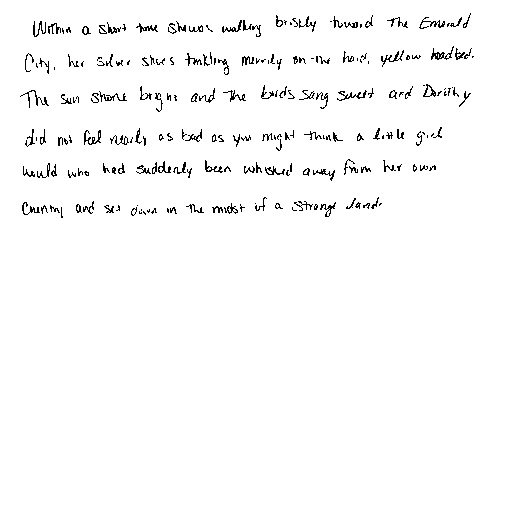 Within a short time she was walking briskly toward The Emerald
City, her silver shoes tinkling merrily on the hard, yellow roadbed.
The sun shone bright and the birds sang sweet and Dorothy
did not feel nearly as bad as you might think a little girl
would who had suddenly been whisked away from her own
Country and set down in the midst of a strange land.